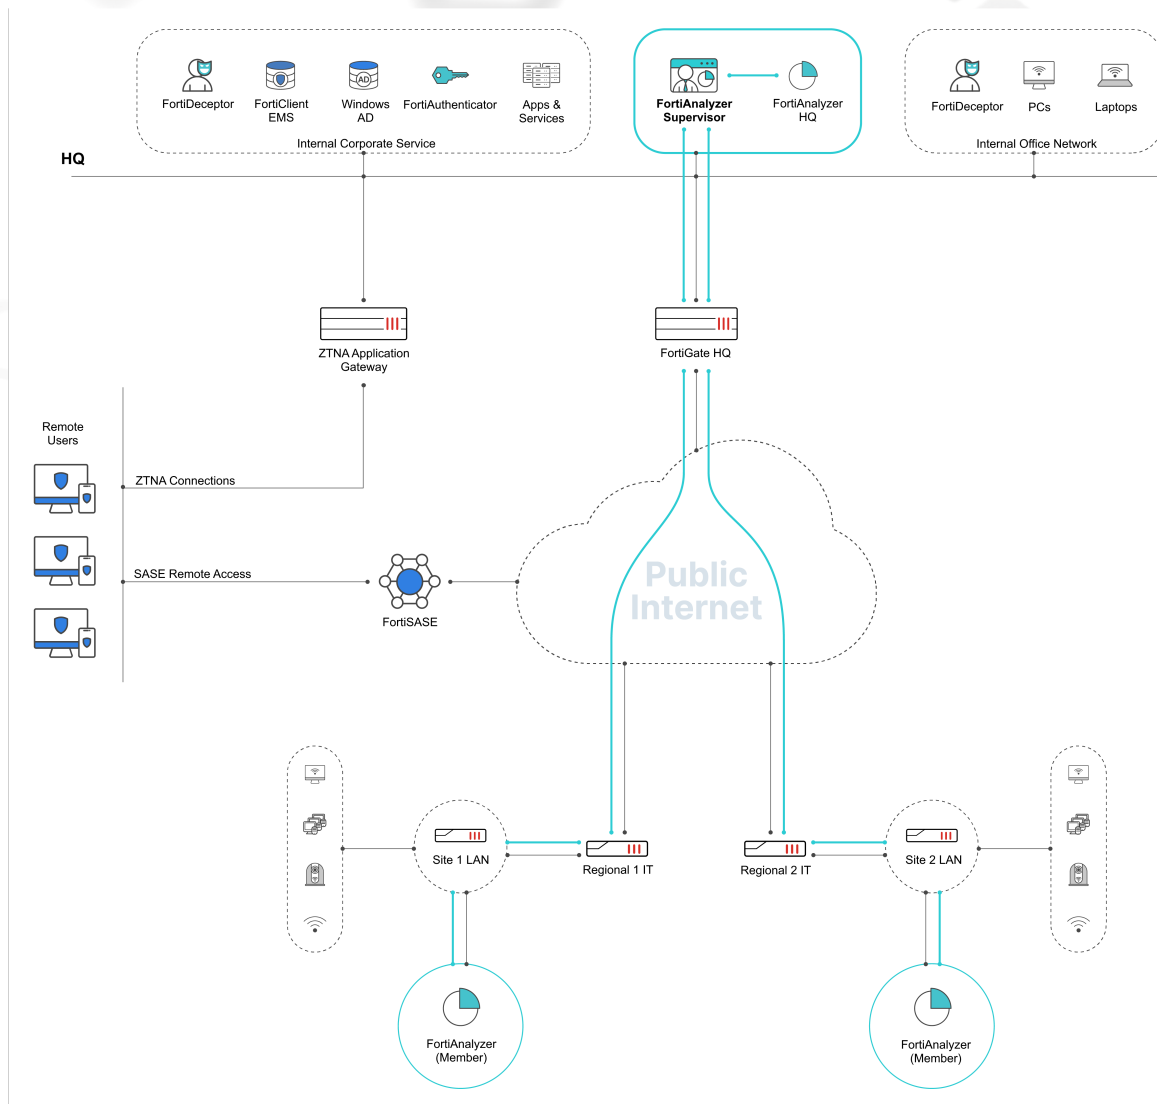 FortiDeceptor
FortiClient
EMS
Windows
AD
AD
FortiAuthenticator
Apps &
Services
Internal Corporate Service
FortiAnalyzer
Supervisor
FortiAnalyzer
HQ
FortiDeceptor
PCs
Laptops
Internal Office Network
HQ
ZTNA Application
Gateway
FortiGate HQ
Remote
Users
ZTNA Connections
SASE Remote Access
FortiSASE
Public
Internet
Site 1 LAN
Regional 1 IT
Regional 2 IT
Site 2 LAN
FortiAnalyzer
(Member)
FortiAnalyzer
(Member)